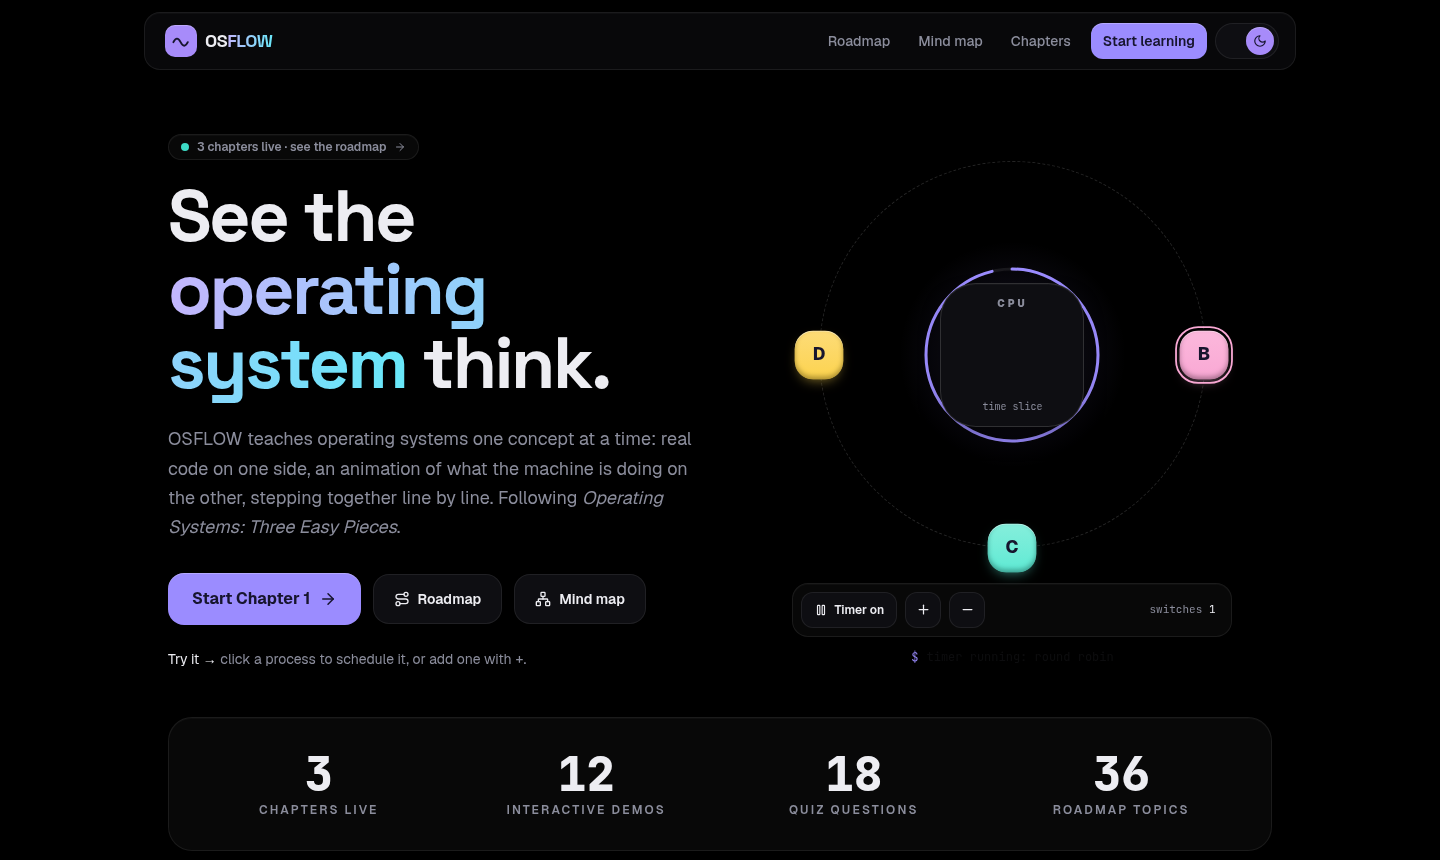 OSFLOW
Roadmap
Mind map
Chapters
Start learning
3 chapters live · see the roadmap →
See the
operating
system think.
OSFLOW teaches operating systems one concept at a time: real
code on one side, an animation of what the machine is doing on
the other, stepping together line by line. Following Operating
Systems: Three Easy Pieces.
Start Chapter 1 →
Roadmap
Mind map
Try it → click a process to schedule it, or add one with +.
CPU
time slice
D
B
C
Timer on
+
−
switches 1
$ timer running: round robin
3
CHAPTERS LIVE
12
INTERACTIVE DEMOS
18
QUIZ QUESTIONS
36
ROADMAP TOPICS